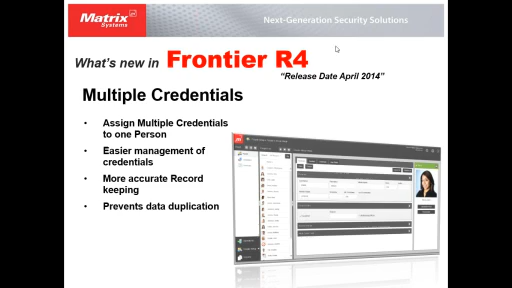 Matrix
Systems
Next-Generation Security Solutions
What's new in Frontier R4
"Release Date April 2014"
Multiple Credentials
• Assign Multiple Credentials
to one Person
• Easier management of
credentials
• More accurate Record
keeping
• Prevents data duplication